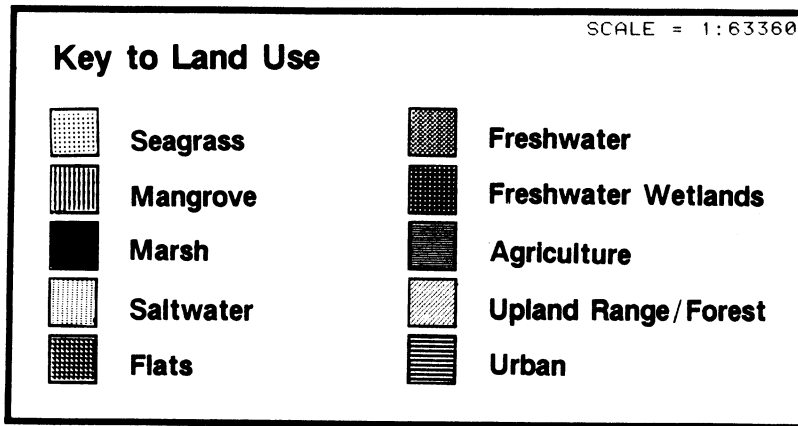 SCALE = 1:63360
Key to Land Use
Seagrass
Mangrove
Marsh
Saltwater
Flats
Freshwater
Freshwater Wetlands
Agriculture
Upland Range/Forest
Urban